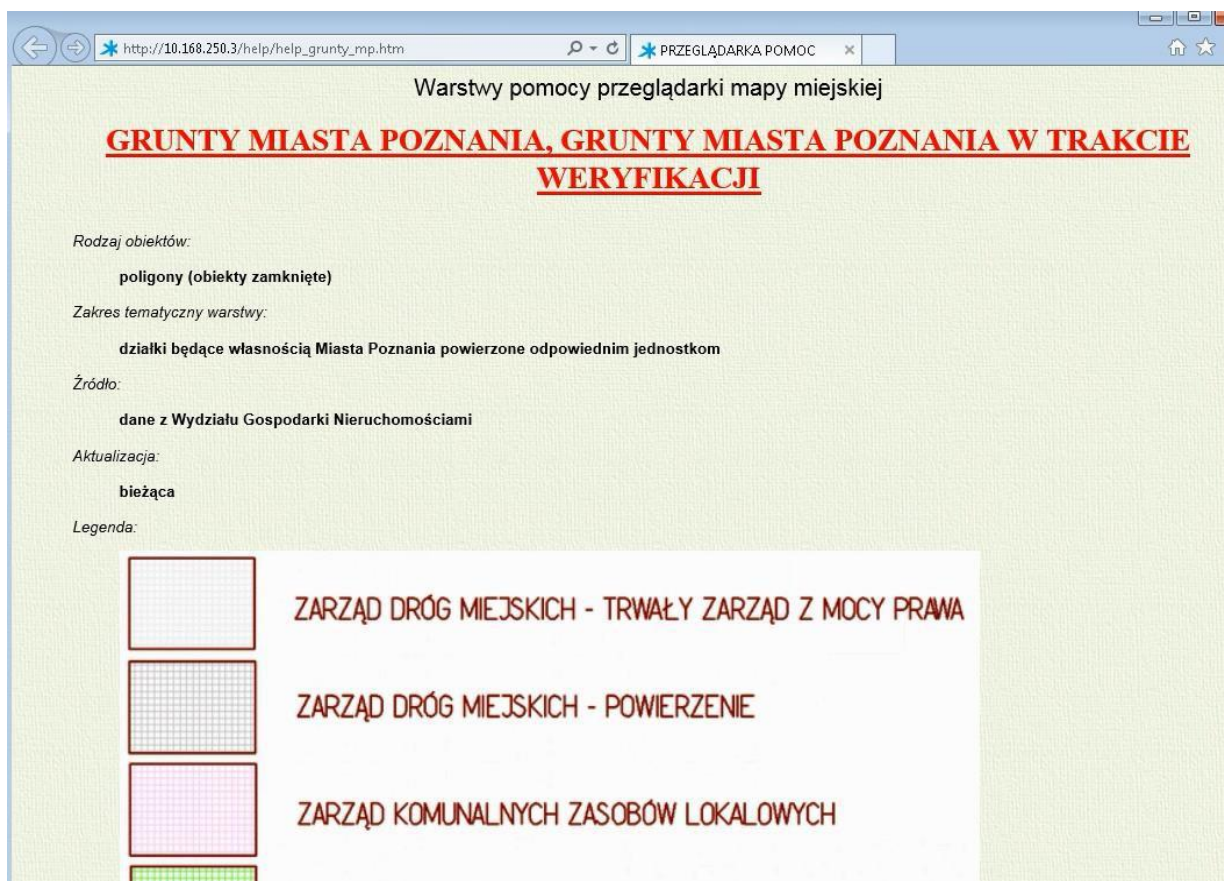 http://10.168.250.3/help/help_grunty_mp.htm
PRZEGLĄDARKA POMOC
Warstwy pomocy przeglądarki mapy miejskiej
GRUNTY MIASTA POZNANIA, GRUNTY MIASTA POZNANIA W TRAKCIE
WERYFIKACJI
Rodzaj obiektów:
poligony (obiekty zamknięte)
Zakres tematyczny warstwy:
działki będące własnością Miasta Poznania powierzone odpowiednim jednostkom
Źródło:
dane z Wydziału Gospodarki Nieruchomościami
Aktualizacja:
bieżąca
Legenda:
ZARZĄD DRÓG MIEJSKICH - TRWAŁY ZARZĄD Z MOCY PRAWA
ZARZĄD DRÓG MIEJSKICH - POWIERZENIE
ZARZĄD KOMUNALNYCH ZASOBÓW LOKALOWYCH